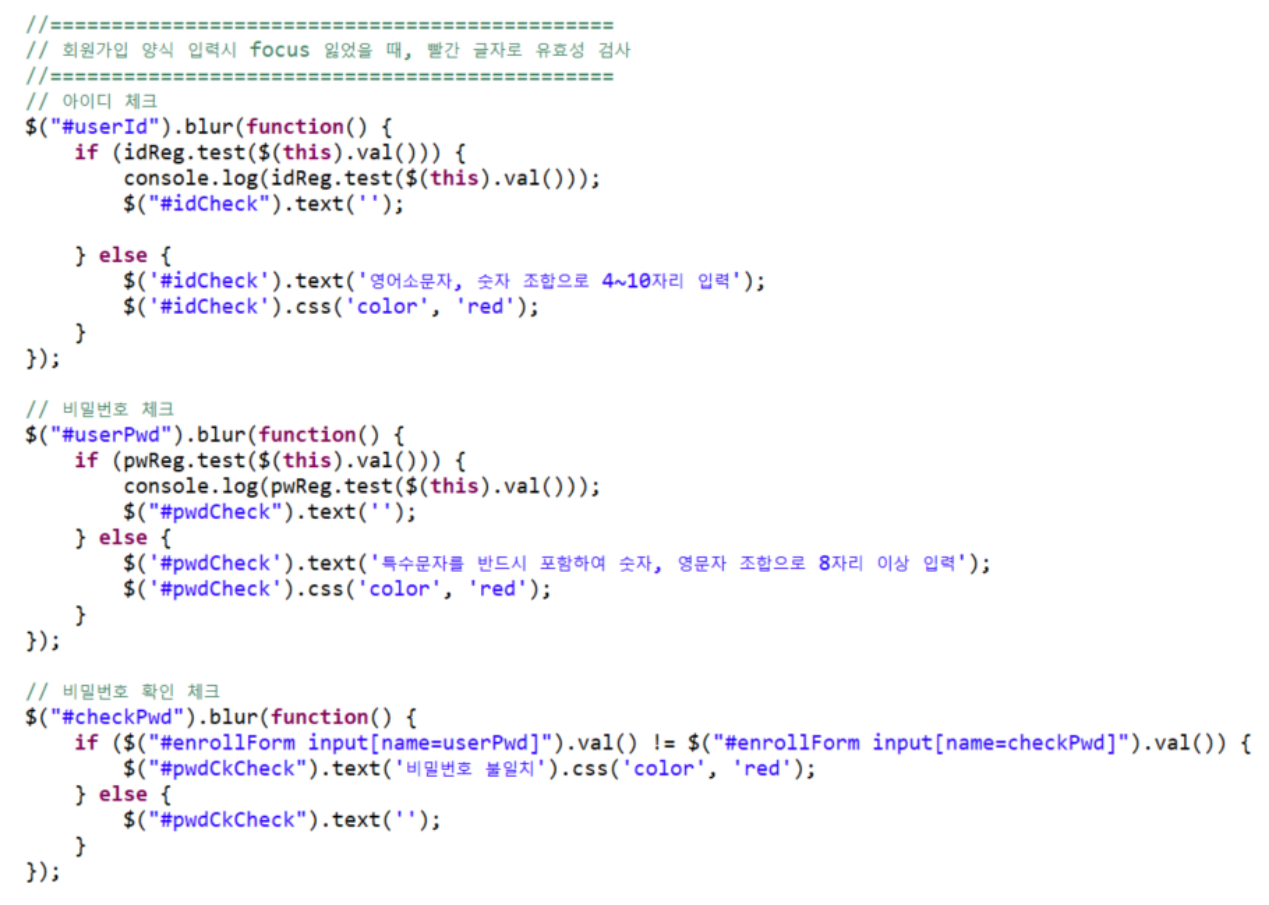 //==============================================
// 회원가입 양식 입력시 focus 잃었을 때, 빨간 글자로 유효성 검사
//==============================================
// 아이디 체크
$("#userId").blur(function() {
    if (idReg.test($(this).val())) {
        console.log(idReg.test($(this).val()));
        $("#idCheck").text('');

    } else {
        $('#idCheck').text('영어소문자, 숫자 조합으로 4~10자리 입력');
        $('#idCheck').css('color', 'red');
    }
});

// 비밀번호 체크
$("#userPwd").blur(function() {
    if (pwReg.test($(this).val())) {
        console.log(pwReg.test($(this).val()));
        $("#pwdCheck").text('');
    } else {
        $('#pwdCheck').text('특수문자를 반드시 포함하여 숫자, 영문자 조합으로 8자리 이상 입력');
        $('#pwdCheck').css('color', 'red');
    }
});

// 비밀번호 확인 체크
$("#checkPwd").blur(function() {
    if ($("#enrollForm input[name=userPwd]").val() != $("#enrollForm input[name=checkPwd]").val()) {
        $("#pwdCkCheck").text('비밀번호 불일치').css('color', 'red');
    } else {
        $("#pwdCkCheck").text('');
    }
});